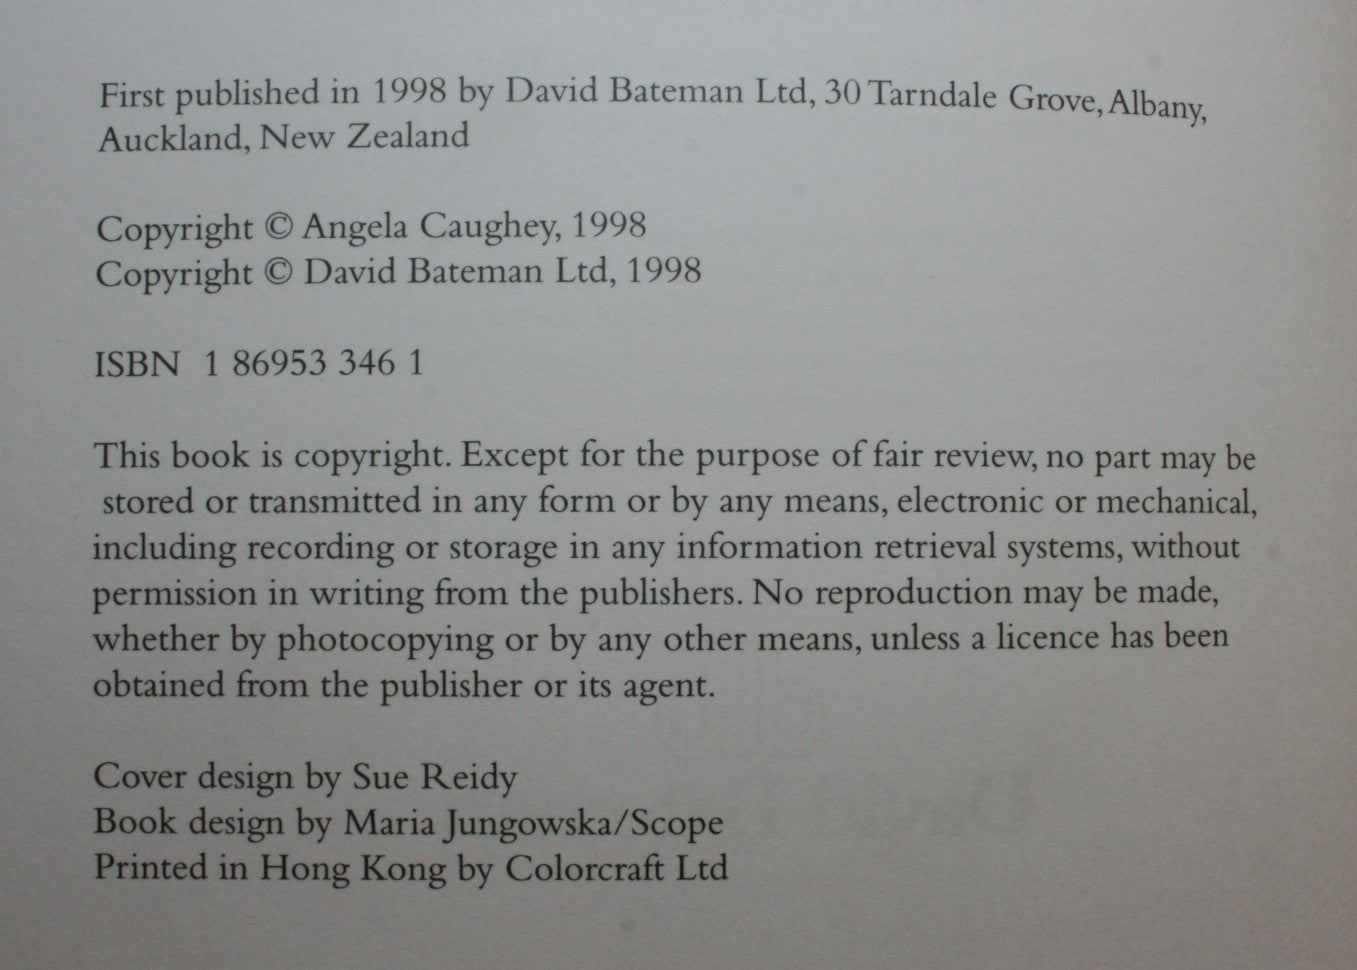 First published in 1998 by David Bateman Ltd, 30 Tarndale Grove, Albany,
Auckland, New Zealand
Copyright © Angela Caughey, 1998
Copyright © David Bateman Ltd, 1998
ISBN 1 86953 346 1
This book is copyright. Except for the purpose of fair review, no part may be
stored or transmitted in any form or by any means, electronic or mechanical,
including recording or storage in any information retrieval systems, without
permission in writing from the publishers. No reproduction may be made,
whether by photocopying or by any other means, unless a licence has been
obtained from the publisher or its agent.
Cover design by Sue Reidy
Book design by Maria Jungowska/Scope
Printed in Hong Kong by Colorcraft Ltd